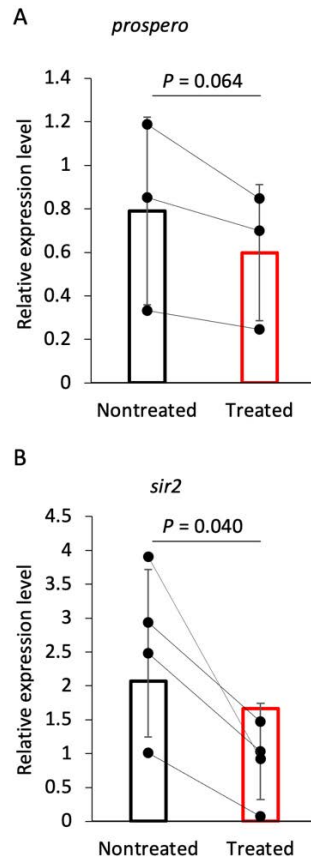 A
prospero
P = 0.064
Relative expression level
1.4
1.2
1
0.8
0.6
0.4
0.2
0
Nontreated Treated
B
sir2
P = 0.040
Relative expression level
4.5
4
3.5
3
2.5
2
1.5
1
0.5
0
Nontreated Treated